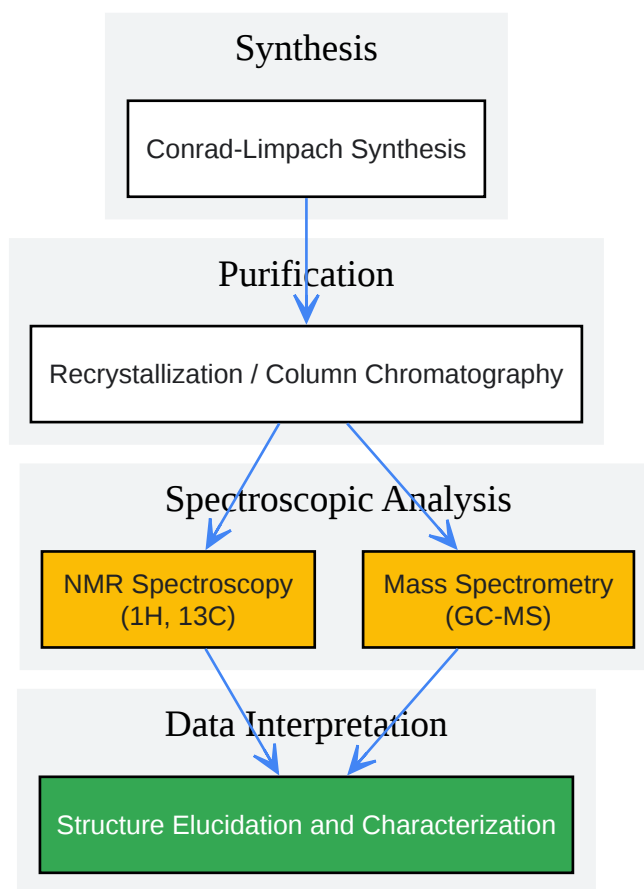 Synthesis
Conrad-Limpach Synthesis
Purification
Recrystallization / Column Chromatography
Spectroscopic Analysis
NMR Spectroscopy
(1H, 13C)
Mass Spectrometry
(GC-MS)
Data Interpretation
Structure Elucidation and Characterization